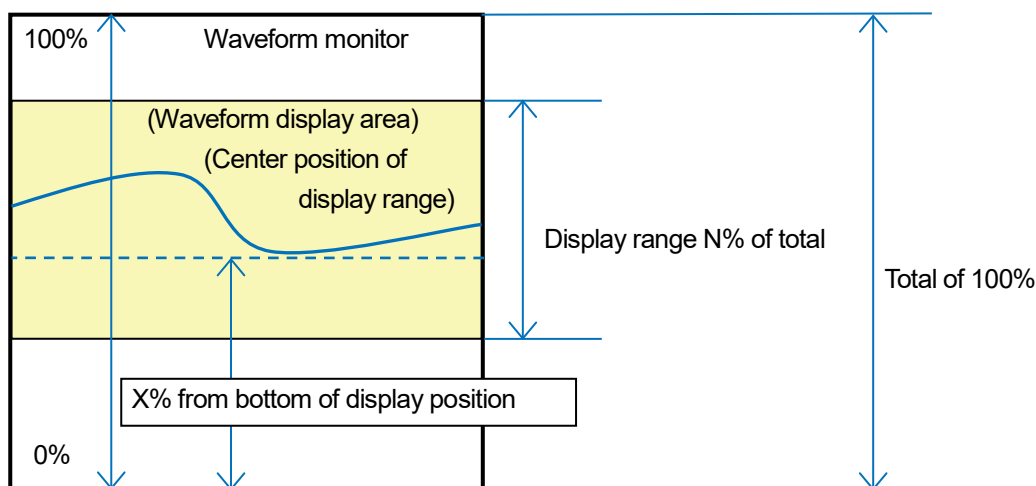 100%
Waveform monitor
(Waveform display area)
(Center position of
display range)
Display range N% of total
Total of 100%
X% from bottom of display position
0%